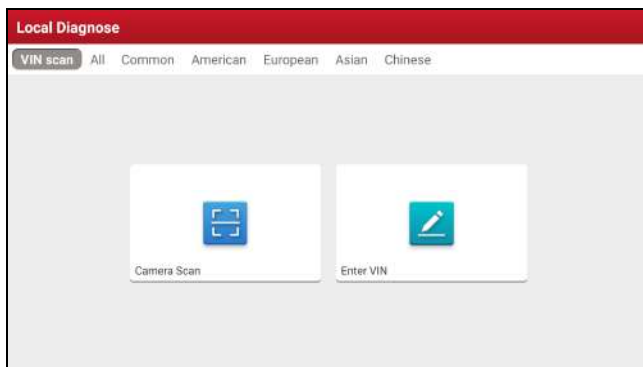 Local Diagnose
VIN scan All Common American European Asian Chinese
Camera Scan Enter VIN